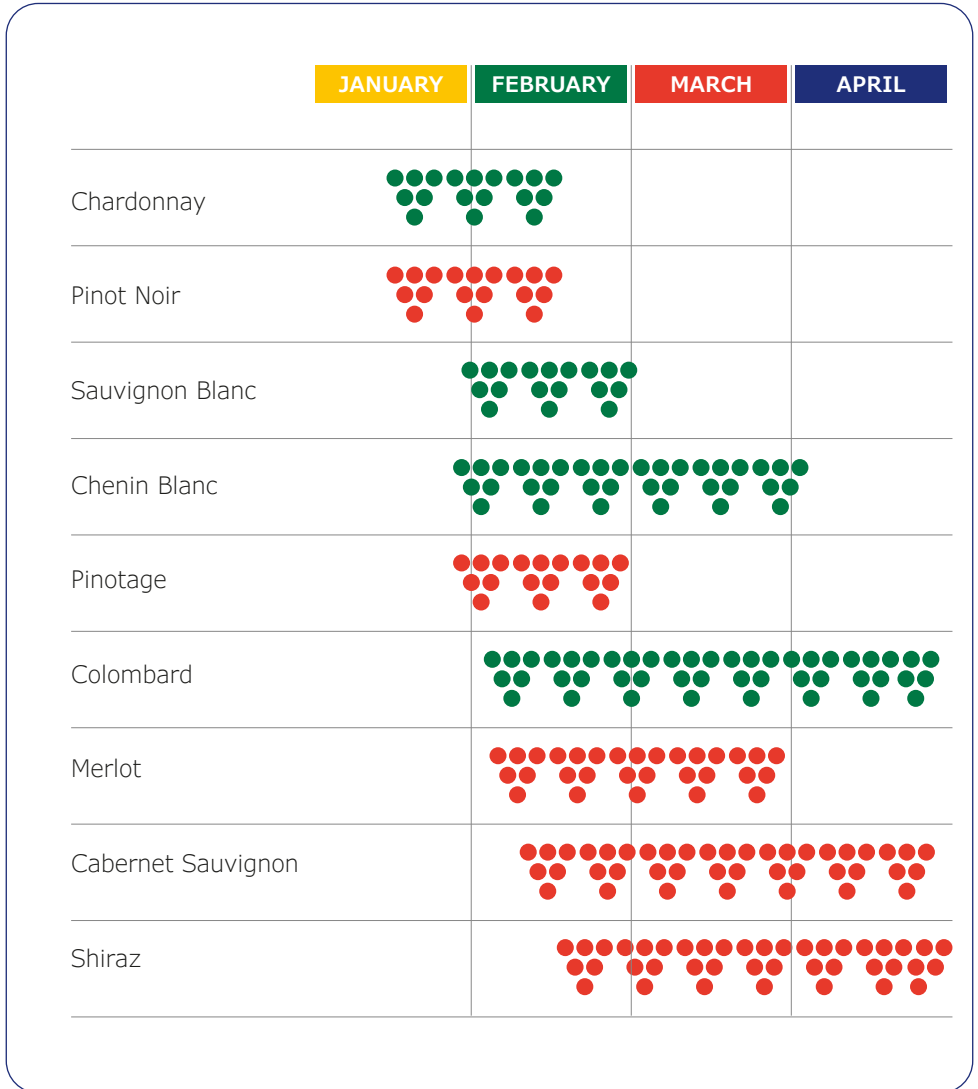 JANUARY FEBRUARY MARCH APRIL
Chardonnay
Pinot Noir
Sauvignon Blanc
Chenin Blanc
Pinotage
Colombard
Merlot
Cabernet Sauvignon
Shiraz